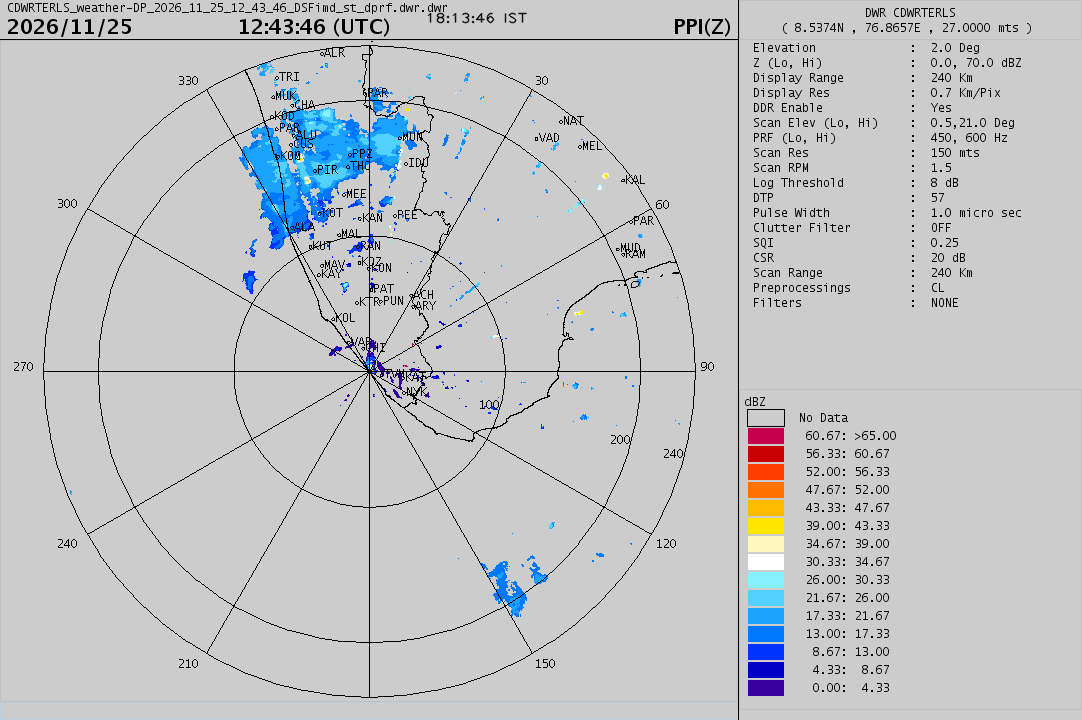 CDWRTERLS_weather-DP_2026_11_25_12_43_46_DSFimd_st_dprf.dwr.dwr
2026/11/25 12:43:46 (UTC) 18:13:46 IST PPI(Z)
DWR CDWRTERLS
( 8.5374N , 76.8657E , 27.0000 mts )
Elevation : 2.0 Deg
Z (Lo, Hi) : 0.0, 70.0 dBZ
Display Range : 240 Km
Display Res : 0.7 Km/Pix
DDR Enable : Yes
Scan Elev (Lo, Hi) : 0.5,21.0 Deg
PRF (Lo, Hi) : 450, 600 Hz
Scan Res : 150 mts
Scan RPM : 1.5
Log Threshold : 8 dB
DTP : 57
Pulse Width : 1.0 micro sec
Clutter Filter : OFF
SQI : 0.25
CSR : 20 dB
Scan Range : 240 Km
Preprocessings : CL
Filters : NONE
dBZ
No Data
60.67: >65.00
56.33: 60.67
52.00: 56.33
47.67: 52.00
43.33: 47.67
39.00: 43.33
34.67: 39.00
30.33: 34.67
26.00: 30.33
21.67: 26.00
17.33: 21.67
13.00: 17.33
8.67: 13.00
4.33: 8.67
0.00: 4.33
ALR
330 TRI 30
MUK PAR
CHA
KOD NAT
PAR
ALU MUN VAD
CUS MEL
KOM PPZ
THO IDU
PIR KAL
MEE
300 60
KOT KAN PEE
PAR
ALA MAL
KUT RAN MUD
RAM
KOZ
MAV KON
KAY
PAT
ACH
KTR PUN ARY
KOL
VAR
270 90
KAT
NYK
100
200
240
240 120
210 150